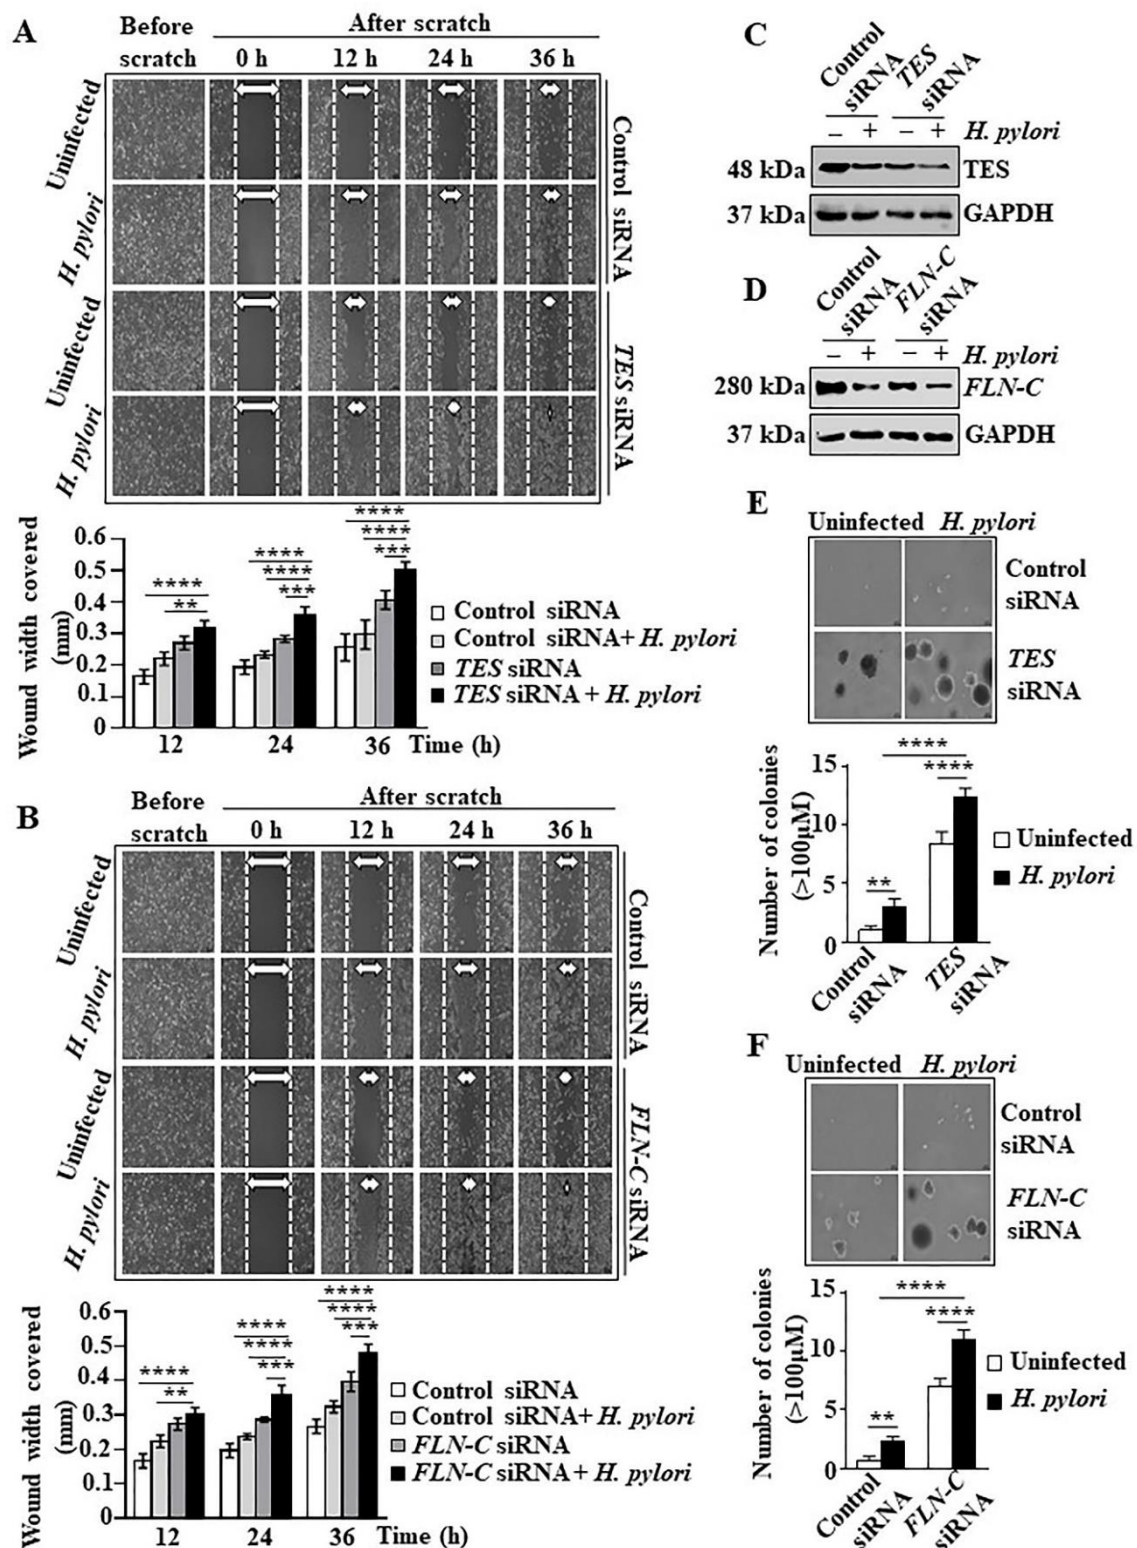 A
Before scratch
After scratch
0 h 12 h 24 h 36 h
Uninfected
H. pylori
Uninfected
H. pylori
Control siRNA
TES siRNA
Wound width covered (mm)
0.6
0.5
0.4
0.3
0.2
0.1
0
**** **
**** **** ***
**** **** ***
12 24 36 Time (h)
Control siRNA
Control siRNA+ H. pylori
TES siRNA
TES siRNA + H. pylori
B
Before scratch
After scratch
0 h 12 h 24 h 36 h
Uninfected
H. pylori
Uninfected
H. pylori
Control siRNA
FLN-C siRNA
Wound width covered (mm)
0.6
0.5
0.4
0.3
0.2
0.1
0
**** **
**** **** ***
**** **** ***
12 24 36 Time (h)
Control siRNA
Control siRNA+ H. pylori
FLN-C siRNA
FLN-C siRNA+ H. pylori
C
Control siRNA
TES siRNA
– + – + H. pylori
48 kDa TES
37 kDa GAPDH
D
Control siRNA
FLN-C siRNA
– + – + H. pylori
280 kDa FLN-C
37 kDa GAPDH
E
Uninfected H. pylori
Control siRNA
TES siRNA
Number of colonies (>100μM)
15
10
5
0
****
****
**
Control siRNA
TES siRNA
Uninfected
H. pylori
F
Uninfected H. pylori
Control siRNA
FLN-C siRNA
Number of colonies (>100μM)
15
10
5
0
****
****
**
Control siRNA
FLN-C siRNA
Uninfected
H. pylori